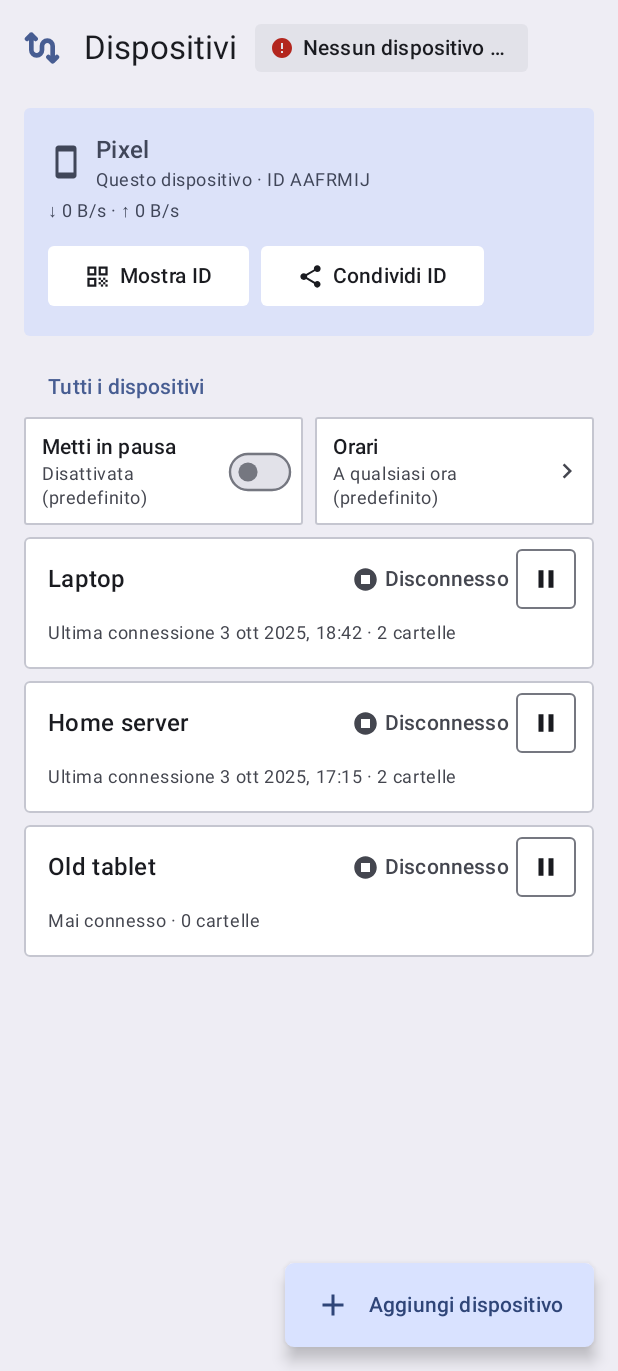 Dispositivi
Nessun dispositivo ...
Pixel
Questo dispositivo · ID AAFRMIJ
↓ 0 B/s · ↑ 0 B/s
Mostra ID
Condividi ID
Tutti i dispositivi
Metti in pausa
Disattivata
(predefinito)
Orari
A qualsiasi ora
(predefinito)
Laptop
Disconnesso
Ultima connessione 3 ott 2025, 18:42 · 2 cartelle
Home server
Disconnesso
Ultima connessione 3 ott 2025, 17:15 · 2 cartelle
Old tablet
Disconnesso
Mai connesso · 0 cartelle
Aggiungi dispositivo